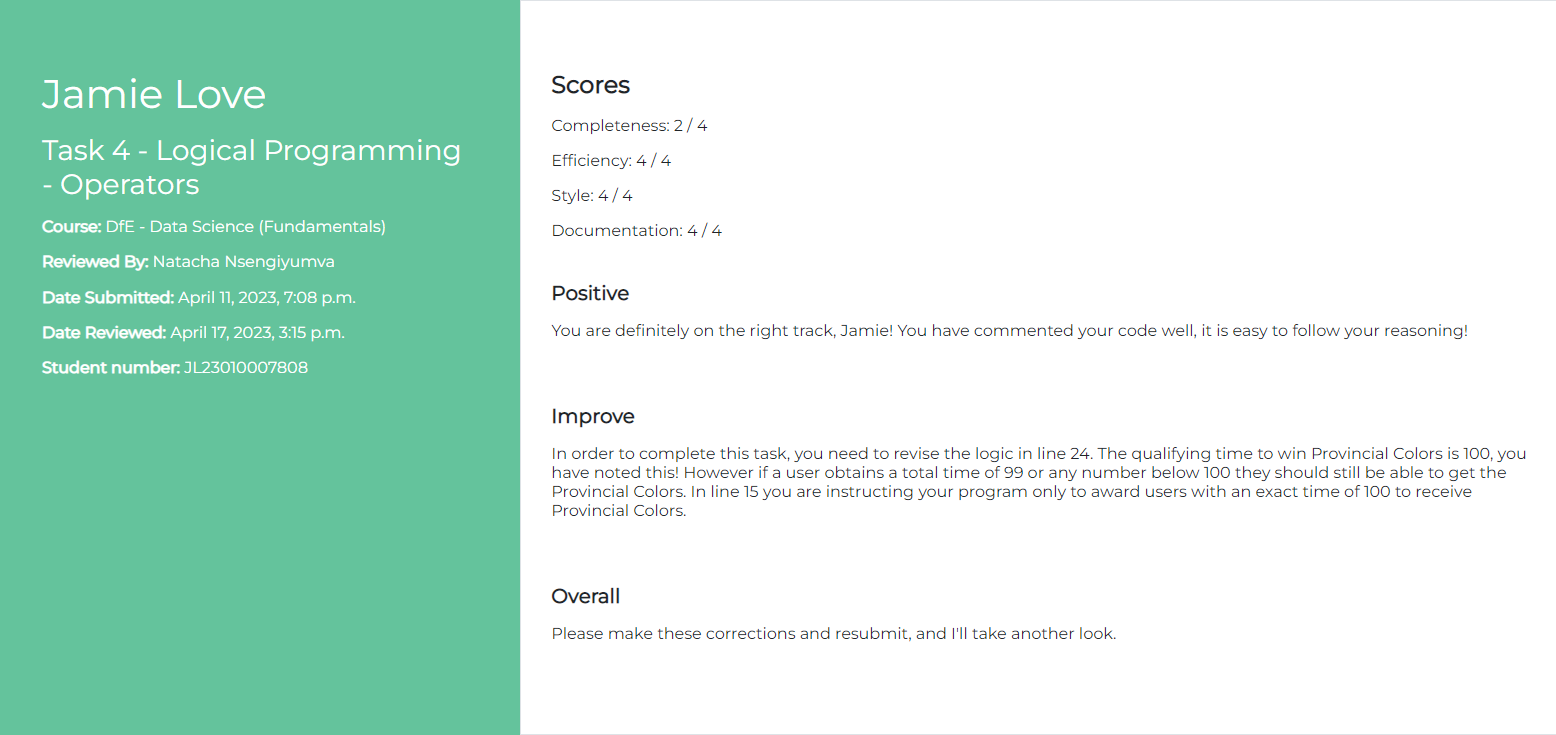 Jamie Love
Task 4 - Logical Programming
- Operators
Course: DfE - Data Science (Fundamentals)
Reviewed By: Natacha Nsengiyumva
Date Submitted: April 11, 2023, 7:08 p.m.
Date Reviewed: April 17, 2023, 3:15 p.m.
Student number: JL23010007808
Scores
Completeness: 2 / 4
Efficiency: 4 / 4
Style: 4 / 4
Documentation: 4 / 4
Positive
You are definitely on the right track, Jamie! You have commented your code well, it is easy to follow your reasoning!
Improve
In order to complete this task, you need to revise the logic in line 24. The qualifying time to win Provincial Colors is 100, you
have noted this! However if a user obtains a total time of 99 or any number below 100 they should still be able to get the
Provincial Colors. In line 15 you are instructing your program only to award users with an exact time of 100 to receive
Provincial Colors.
Overall
Please make these corrections and resubmit, and I'll take another look.